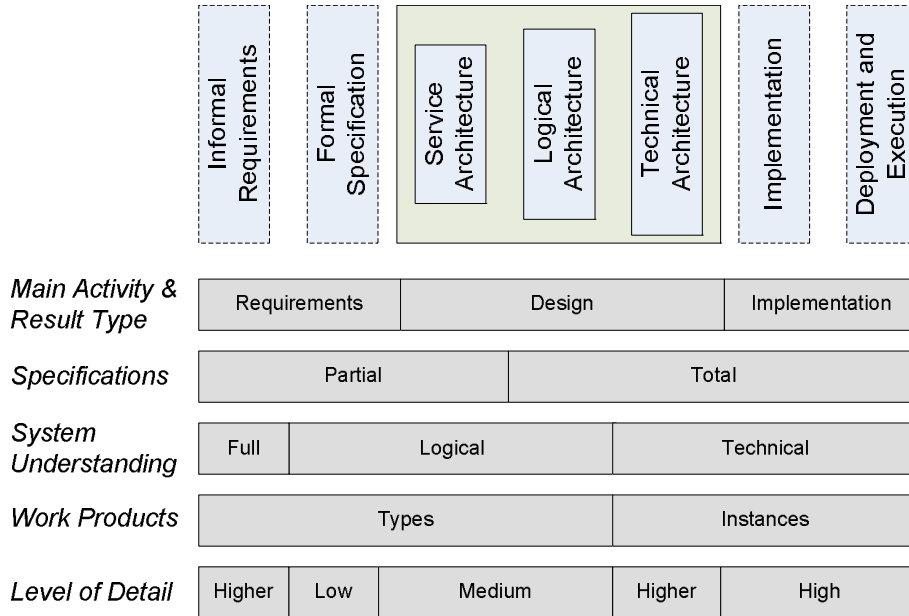 Informal
Requirements
Formal
Specification
Service
Architecture
Logical
Architecture
Technical
Architecture
Implementation
Deployment and
Execution
Main Activity &
Result Type
Requirements
Design
Implementation
Specifications
Partial
Total
System
Understanding
Full
Logical
Technical
Work Products
Types
Instances
Level of Detail
Higher
Low
Medium
Higher
High